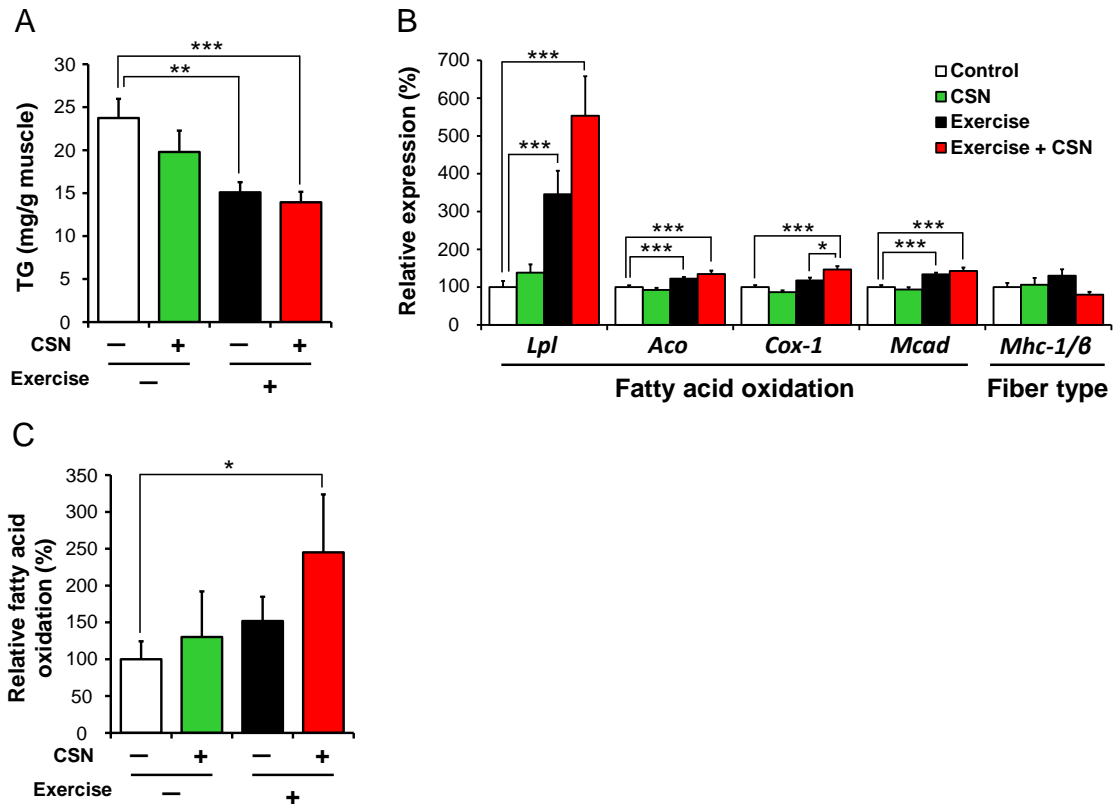 A
TG (mg/g muscle)
30
25
20
15
10
5
0
***
**
CSN — + — +
Exercise — +
B
Relative expression (%)
700
600
500
400
300
200
100
0
***
***
***
***
***
*
***
***
Control
CSN
Exercise
Exercise + CSN
Lpl Aco Cox-1 Mcad Mhc-1/β
Fatty acid oxidation Fiber type
C
Relative fatty acid
oxidation (%)
350
300
250
200
150
100
50
0
*
CSN — + — +
Exercise — +